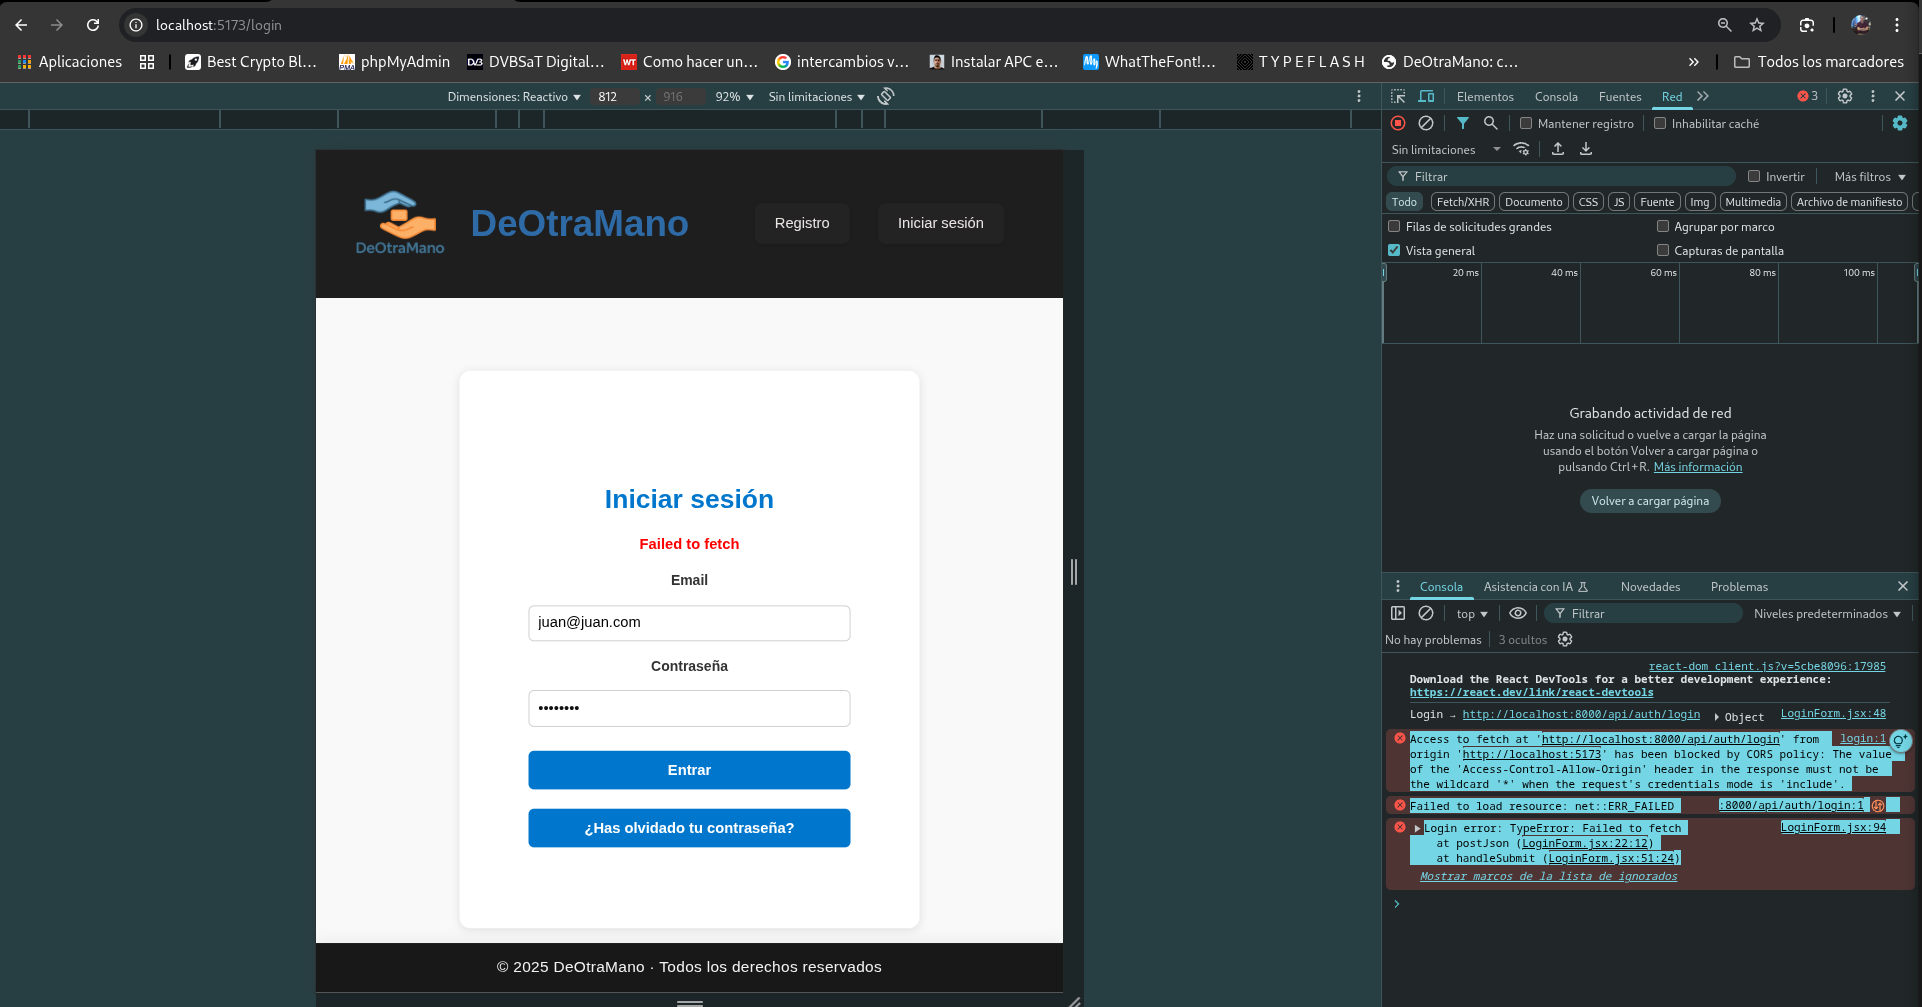 localhost:5173/login
Aplicaciones
Best Crypto Bl...
phpMyAdmin
DVBSaT Digital...
Como hacer un...
intercambios v...
Instalar APC e...
WhatTheFont!...
T Y P E F L A S H
DeOtraMano: c...
»
Todos los marcadores
Dimensiones: Reactivo
812
×
916
92%
Sin limitaciones
Elementos
Consola
Fuentes
Red
3
Mantener registro
Inhabilitar caché
Sin limitaciones
Filtrar
Invertir
Más filtros
Todo
Fetch/XHR
Documento
CSS
JS
Fuente
Img
Multimedia
Archivo de manifiesto
Filas de solicitudes grandes
Agrupar por marco
Vista general
Capturas de pantalla
20 ms
40 ms
60 ms
80 ms
100 ms
Grabando actividad de red
Haz una solicitud o vuelve a cargar la página
usando el botón Volver a cargar página o
pulsando Ctrl+R. Más información
Volver a cargar página
DeOtraMano
DeOtraMano
Registro
Iniciar sesión
Iniciar sesión
Failed to fetch
Email
juan@juan.com
Contraseña
••••••••
Entrar
¿Has olvidado tu contraseña?
© 2025 DeOtraMano · Todos los derechos reservados
Consola
Asistencia con IA
Novedades
Problemas
top
Filtrar
Niveles predeterminados
No hay problemas
3 ocultos
react-dom_client.js?v=5cbe8096:17985
Download the React DevTools for a better development experience:
https://react.dev/link/react-devtools
Login → http://localhost:8000/api/auth/login ▶ Object LoginForm.jsx:48
Access to fetch at 'http://localhost:8000/api/auth/login' from login:1
origin 'http://localhost:5173' has been blocked by CORS policy: The value
of the 'Access-Control-Allow-Origin' header in the response must not be
the wildcard '*' when the request's credentials mode is 'include'.
Failed to load resource: net::ERR_FAILED :8000/api/auth/login:1
▶ Login error: TypeError: Failed to fetch LoginForm.jsx:94
at postJson (LoginForm.jsx:22:12)
at handleSubmit (LoginForm.jsx:51:24)
Mostrar marcos de la lista de ignorados